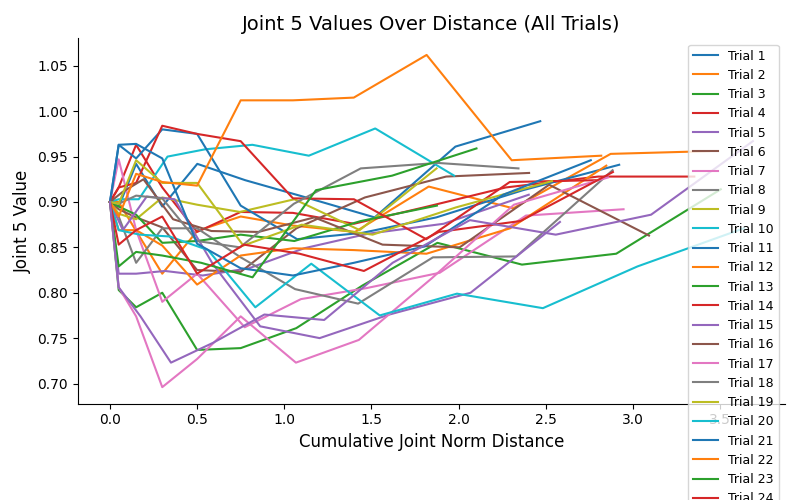 Joint 5 Values Over Distance (All Trials)
Joint 5 Value
1.05
1.00
0.95
0.90
0.85
0.80
0.75
0.70
0.0
0.5
1.0
1.5
2.0
2.5
3.0
3.5
Cumulative Joint Norm Distance
Trial 1
Trial 2
Trial 3
Trial 4
Trial 5
Trial 6
Trial 7
Trial 8
Trial 9
Trial 10
Trial 11
Trial 12
Trial 13
Trial 14
Trial 15
Trial 16
Trial 17
Trial 18
Trial 19
Trial 20
Trial 21
Trial 22
Trial 23
Trial 24